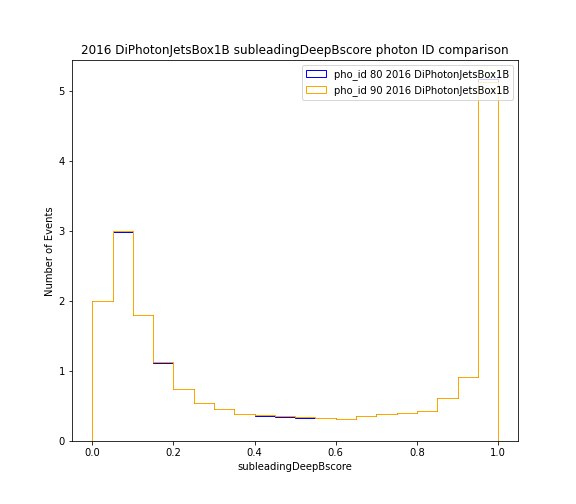 2016 DiPhotonJetsBox1B subleadingDeepBscore photon ID comparison
pho_id 80 2016 DiPhotonJetsBox1B
pho_id 90 2016 DiPhotonJetsBox1B
Number of Events
5
4
3
2
1
0
0.0 0.2 0.4 0.6 0.8 1.0
subleadingDeepBscore